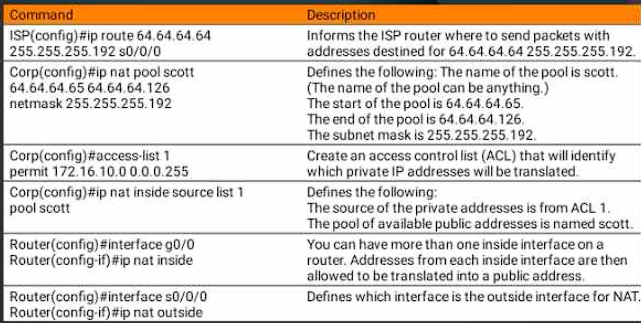 Command Description
ISP(config)#ip route 64.64.64.64
255.255.255.192 s0/0/0
Informs the ISP router where to send packets with
addresses destined for 64.64.64.64 255.255.255.192.
Corp(config)#ip nat pool scott
64.64.64.65 64.64.64.126
netmask 255.255.255.192
Defines the following: The name of the pool is scott.
(The name of the pool can be anything.)
The start of the pool is 64.64.64.65.
The end of the pool is 64.64.64.126.
The subnet mask is 255.255.255.192.
Corp(config)#access-list 1
permit 172.16.10.0 0.0.0.255
Create an access control list (ACL) that will identify
which private IP addresses will be translated.
Corp(config)#ip nat inside source list 1
pool scott
Defines the following:
The source of the private addresses is from ACL 1.
The pool of available public addresses is named scott.
Router(config)#interface g0/0
Router(config-if)#ip nat inside
You can have more than one inside interface on a
router. Addresses from each inside interface are then
allowed to be translated into a public address.
Router(config)#interface s0/0/0
Router(config-if)#ip nat outside
Defines which interface is the outside interface for NAT.